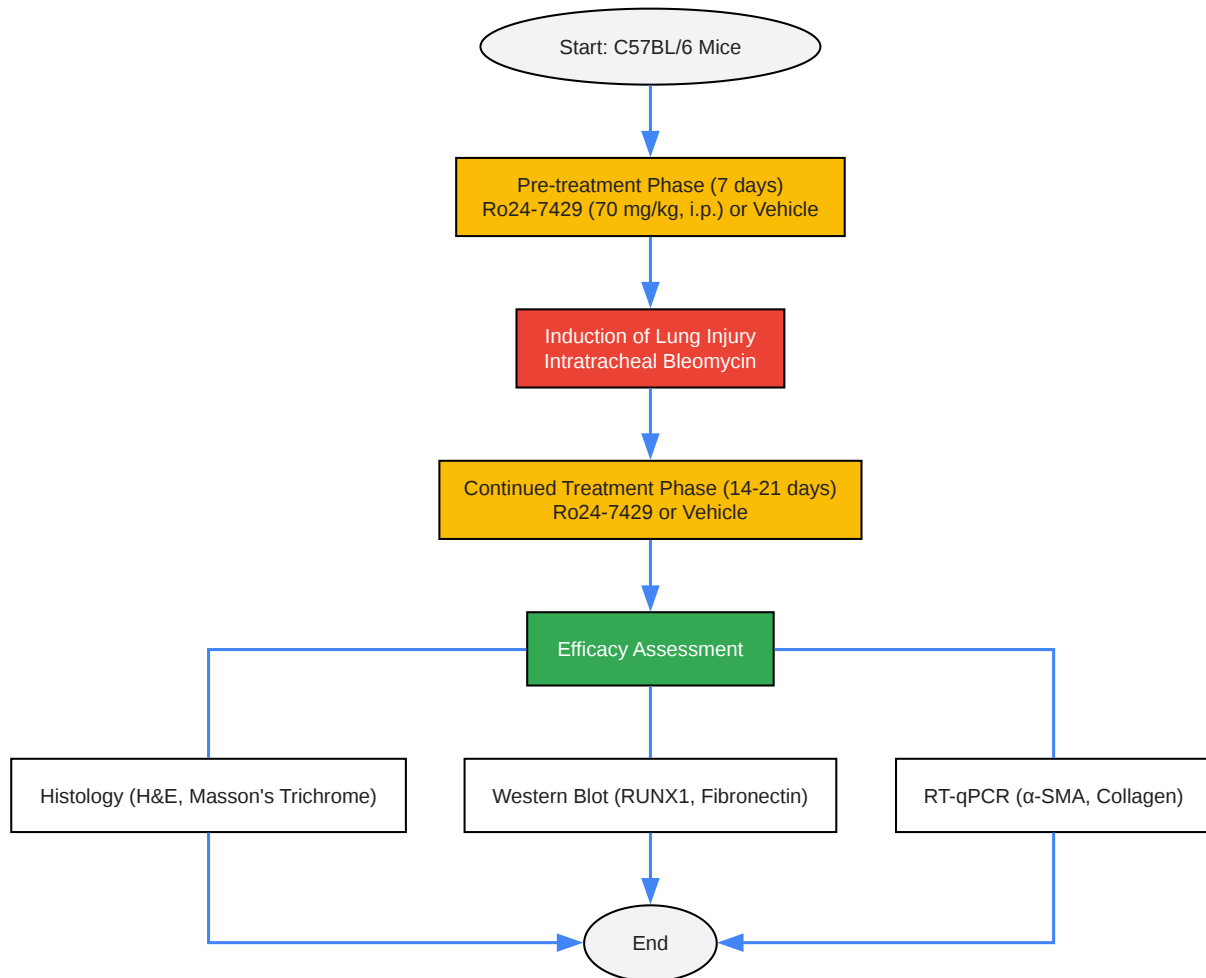 Start: C57BL/6 Mice
Pre-treatment Phase (7 days)
Ro24-7429 (70 mg/kg, i.p.) or Vehicle
Induction of Lung Injury
Intratracheal Bleomycin
Continued Treatment Phase (14-21 days)
Ro24-7429 or Vehicle
Efficacy Assessment
Histology (H&E, Masson's Trichrome)
Western Blot (RUNX1, Fibronectin)
RT-qPCR (α-SMA, Collagen)
End